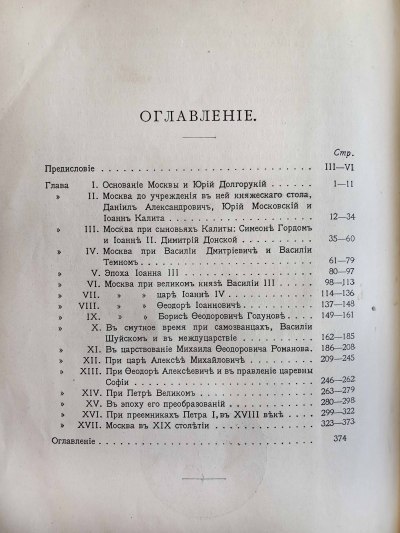 ОГЛАВЛЕНІЕ.
Стр.
Предисловіе . . . . . . . . . . . . III—VI
Глава I. Основаніе Москвы и Юрій Долгорукій . . . . . . 1—11
» II. Москва до учрежденія въ ней княжескаго стола,
Даніилъ Александровичъ, Юрій Московскій и
Іоаннъ Калита . . . . . . . . . . 12—34
» III. Москва при сыновьяхъ Калиты: Симеонѣ Гордомъ
и Іоаннѣ II. Димитрій Донской . . . . . . 35—60
» IV. Москва при Василіи Дмитріевичѣ и Василіи
Темномъ . . . . . . . . . . . . 61—79
» V. Эпоха Іоанна III . . . . . . . . . . 80—97
» VI. Москва при великомъ князѣ Василіи III . . . . 98—113
» VII. » » царѣ Іоаннѣ IV . . . . . . 114—136
» VIII. » » Ѳеодорѣ Іоанновичѣ . . . . . 137—148
» IX. » » Борисѣ Ѳеодоровичѣ Годуновѣ . . 149—161
» X. Въ смутное время при самозванцахъ, Василіи
Шуйскомъ и въ междуцарствіе . . . . . . 162—185
» XI. Въ царствованіе Михаила Ѳеодоровича Романова . 186—208
» XII. При царѣ Алексѣѣ Михайловичѣ . . . . . . 209—245
» XIII. При Ѳеодорѣ Алексѣевичѣ и въ правленіе царевны
Софіи . . . . . . . . . . . . . 246—262
» XIV. При Петрѣ Великомъ . . . . . . . . . 263—279
» XV. Въ эпоху его преобразованій . . . . . . . 280—298
» XVI. При преемникахъ Петра I, въ XVIII вѣкѣ . . . . 299—322
» XVII. Москва въ XIX столѣтіи . . . . . . . . 323—373
Оглавленіе . . . . . . . . . . . . 374